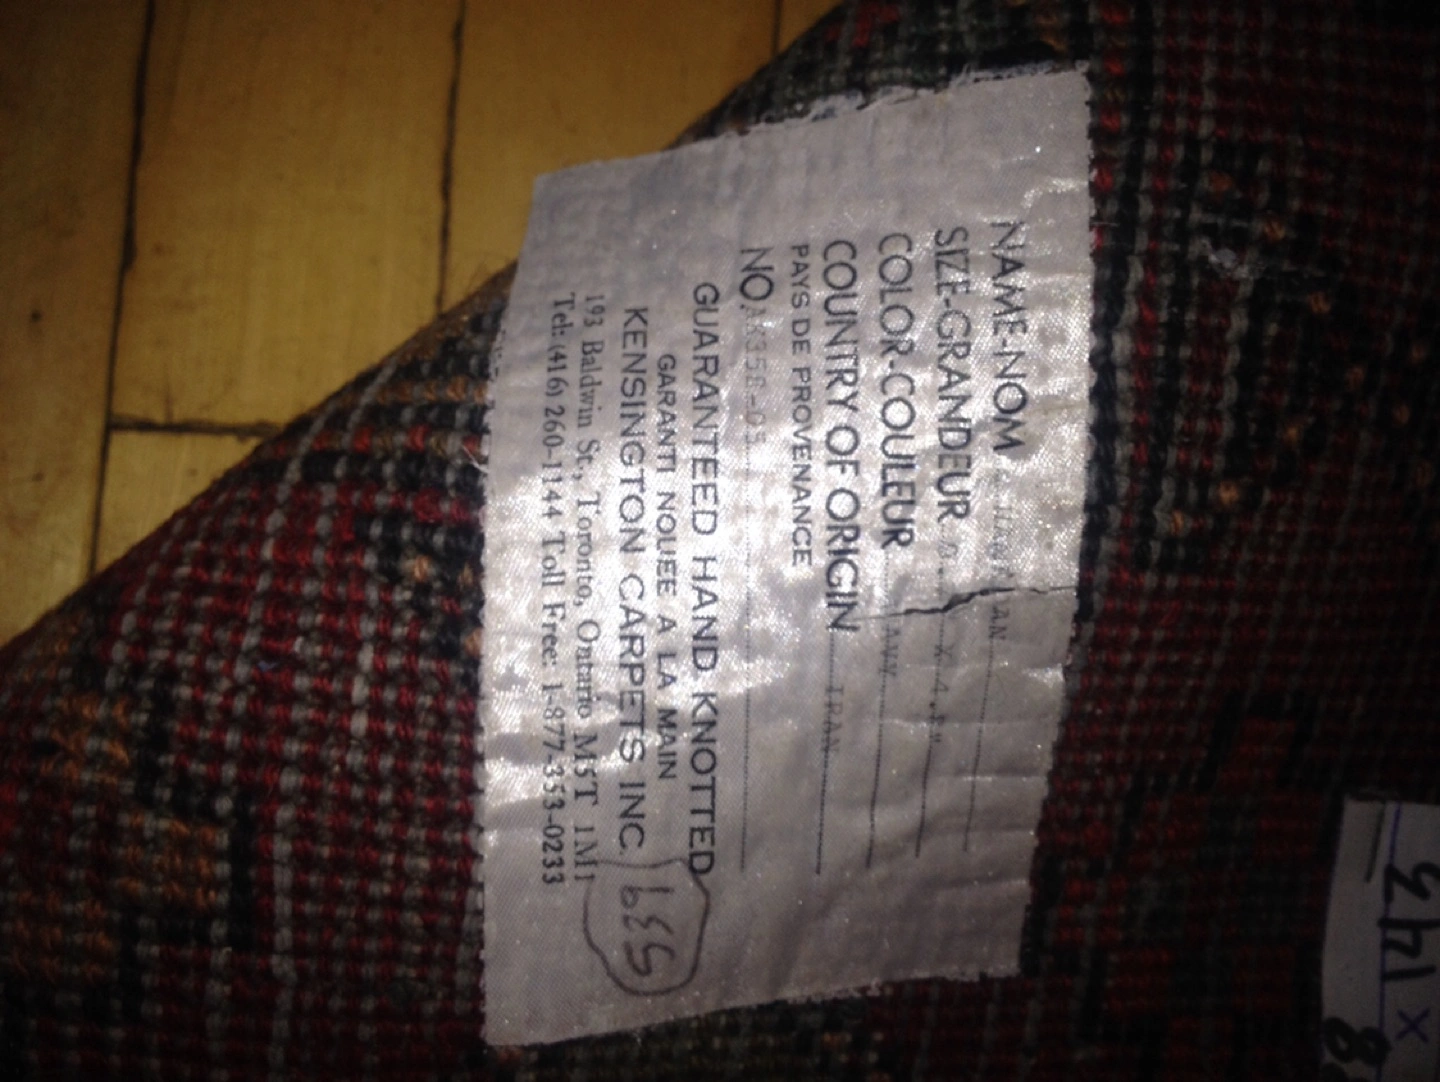 NAME-NOM
SIZE-GRANDEUR X 4.
COLOR-COULEUR NAVY
COUNTRY OF ORIGIN IRAN
PAYS DE PROVENANCE
NO.
GUARANTEED HAND KNOTTED
GARANTI NOUEE A LA MAIN
KENSINGTON CARPETS INC.
193 Baldwin St., Toronto, Ontario M5T 1M1
Tel: (416) 260-1144 Toll Free: 1-877-353-0233